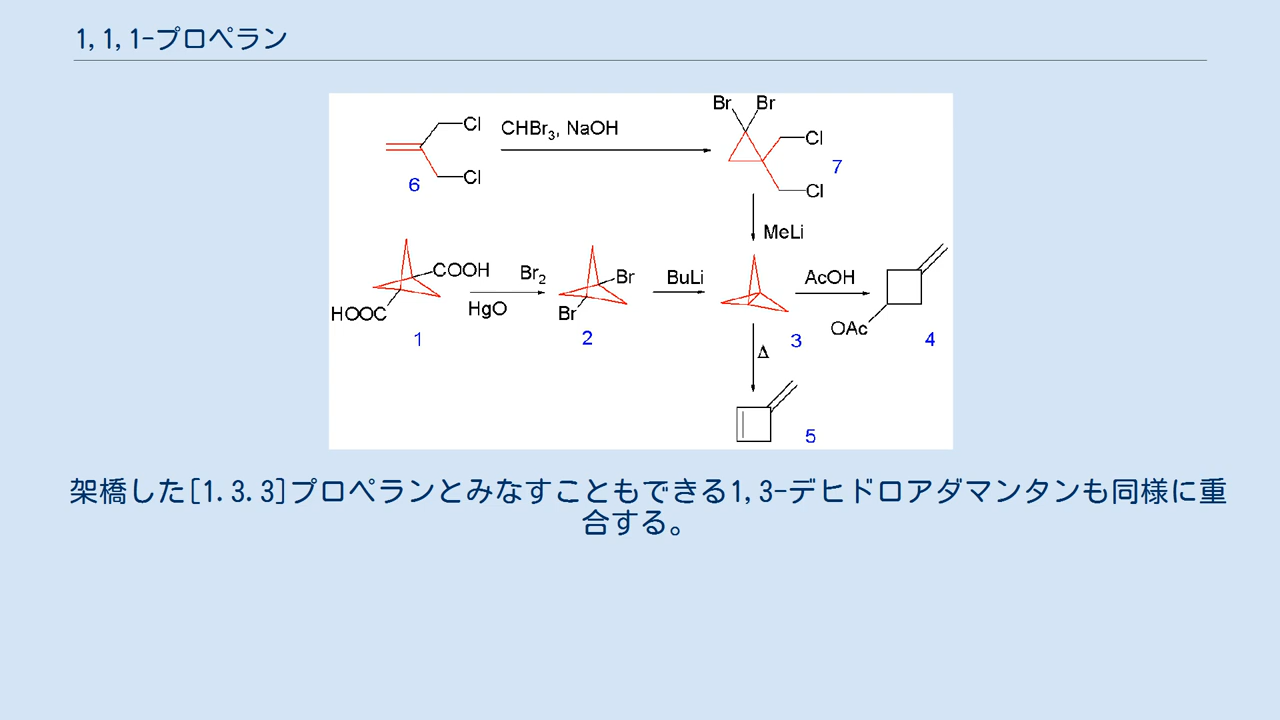 1,1,1-プロペラン
Br Br
Cl
CHBr3, NaOH
Cl
7
Cl
6
Cl
MeLi
COOH
Br2
Br
BuLi
AcOH
HOOC
HgO
Br
OAc
1
2
3
4
Δ
5
架橋した[1.3.3]プロペランとみなすこともできる1,3-デヒドロアダマンタンも同様に重
合する。